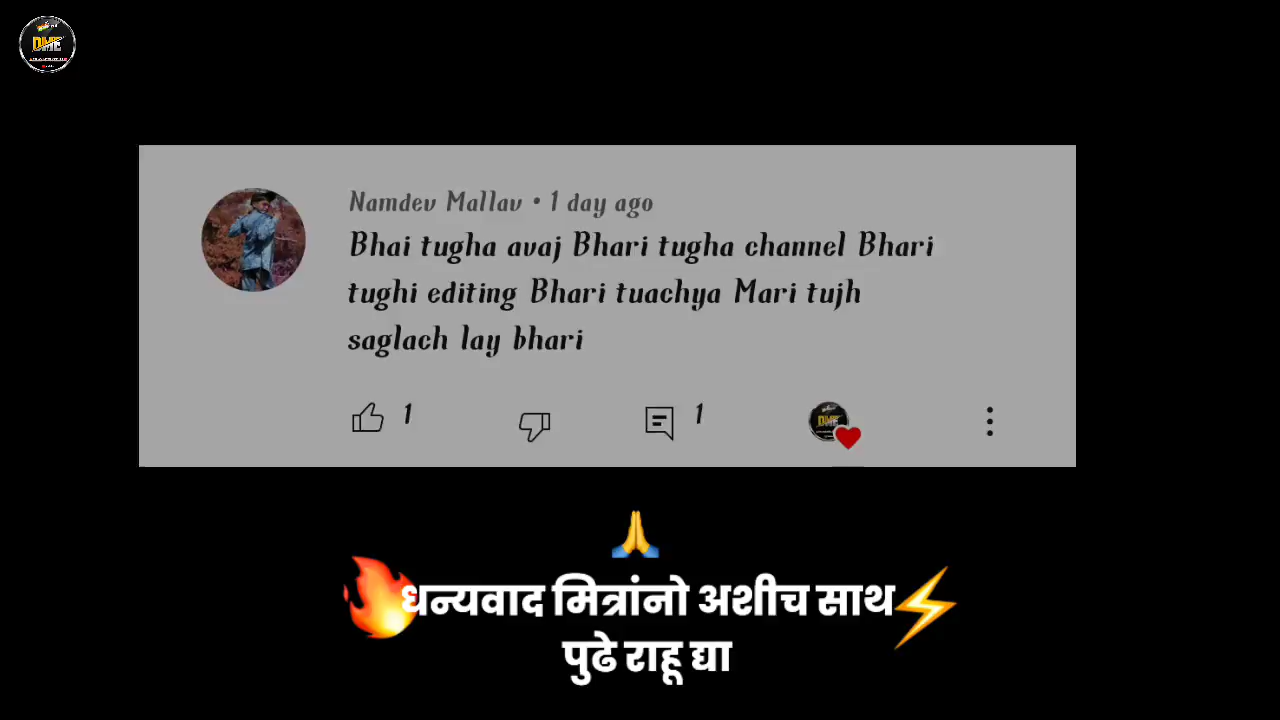 DME
Namdev Mallav • 1 day ago
Bhai tugha avaj Bhari tugha channel Bhari
tughi editing Bhari tuachya Mari tujh
saglach lay bhari
1
1
धन्यवाद मित्रांनो अशीच साथ
पुढे राहू द्या